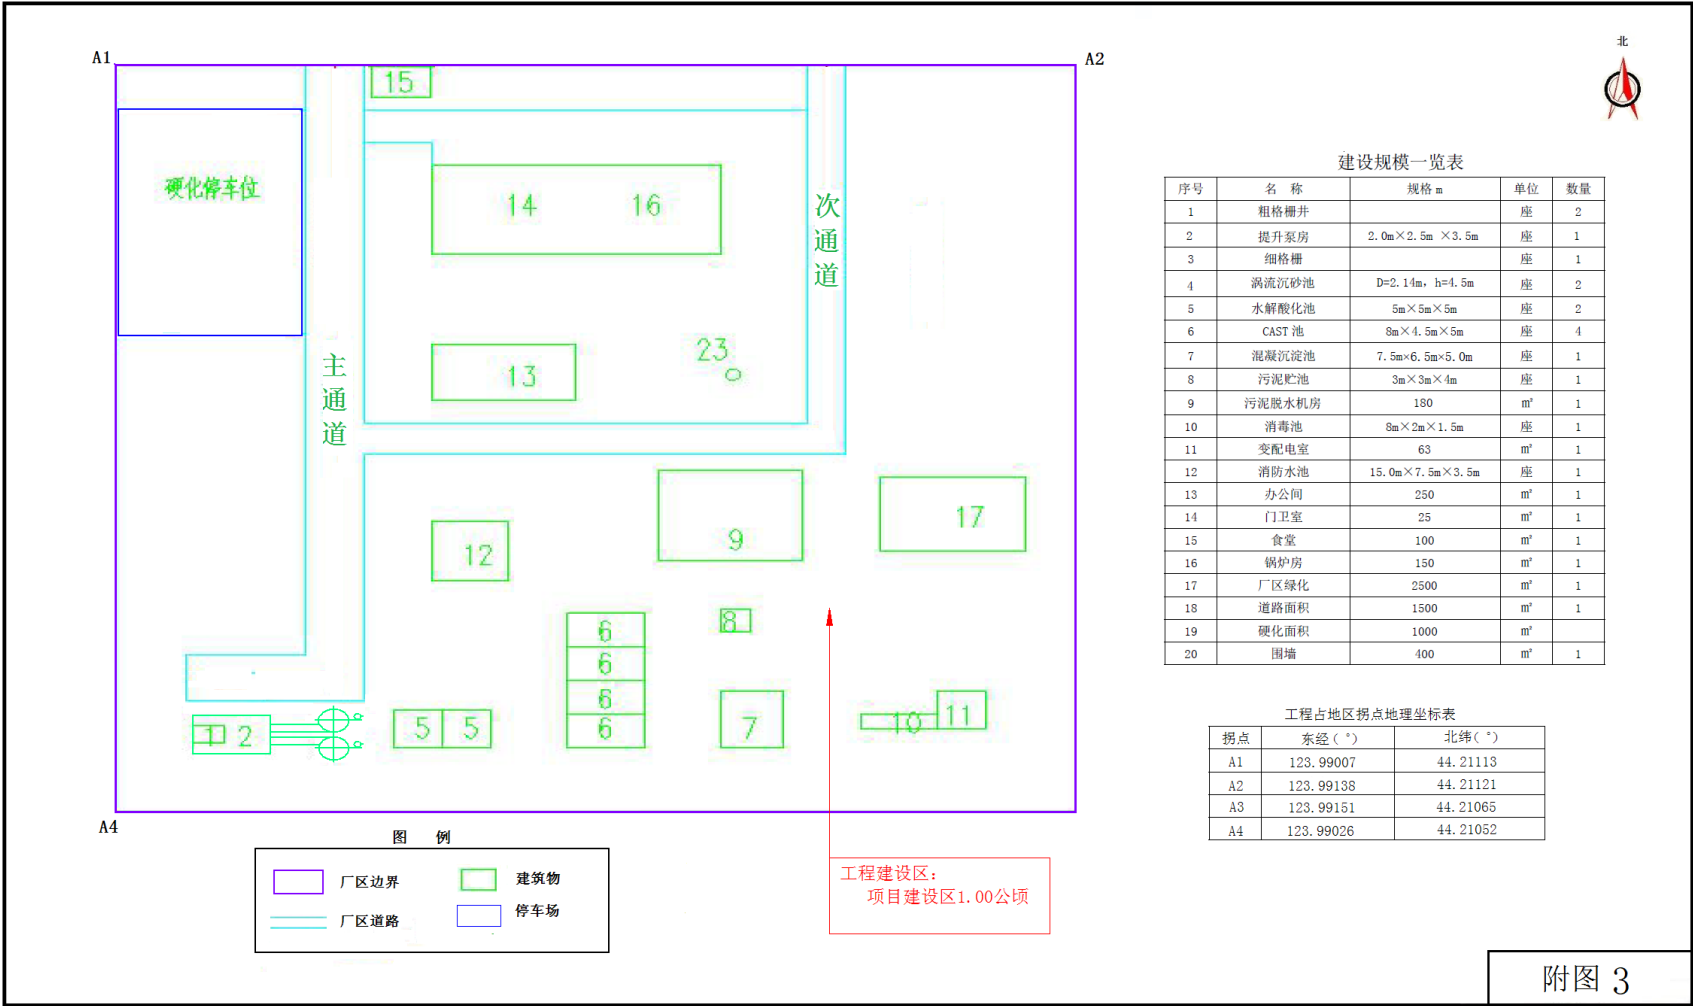 A1
A2
北
15
硬化停车位
14
16
次通道
主通道
13
23
12
9
17
6
8
6
6
6
5 5
7
10
11
1 2
A4
图 例
厂区边界
建筑物
厂区道路
停车场
工程建设区：
项目建设区1.00公顷
建设规模一览表
序号 名 称 规格 m 单位 数量
1 粗格栅井 座 2
2 提升泵房 2.0m×2.5m ×3.5m 座 1
3 细格栅 座 1
4 涡流沉砂池 D=2.14m，h=4.5m 座 2
5 水解酸化池 5m×5m×5m 座 2
6 CAST 池 8m×4.5m×5m 座 4
7 混凝沉淀池 7.5m×6.5m×5.0m 座 1
8 污泥贮池 3m×3m×4m 座 1
9 污泥脱水机房 180 ㎡ 1
10 消毒池 8m×2m×1.5m 座 1
11 变配电室 63 ㎡ 1
12 消防水池 15.0m×7.5m×3.5m 座 1
13 办公间 250 ㎡ 1
14 门卫室 25 ㎡ 1
15 食堂 100 ㎡ 1
16 锅炉房 150 ㎡ 1
17 厂区绿化 2500 ㎡ 1
18 道路面积 1500 ㎡ 1
19 硬化面积 1000 ㎡
20 围墙 400 ㎡ 1
工程占地区拐点地理坐标表
拐点 东经（°） 北纬（°）
A1 123.99007 44.21113
A2 123.99138 44.21121
A3 123.99151 44.21065
A4 123.99026 44.21052
附图 3